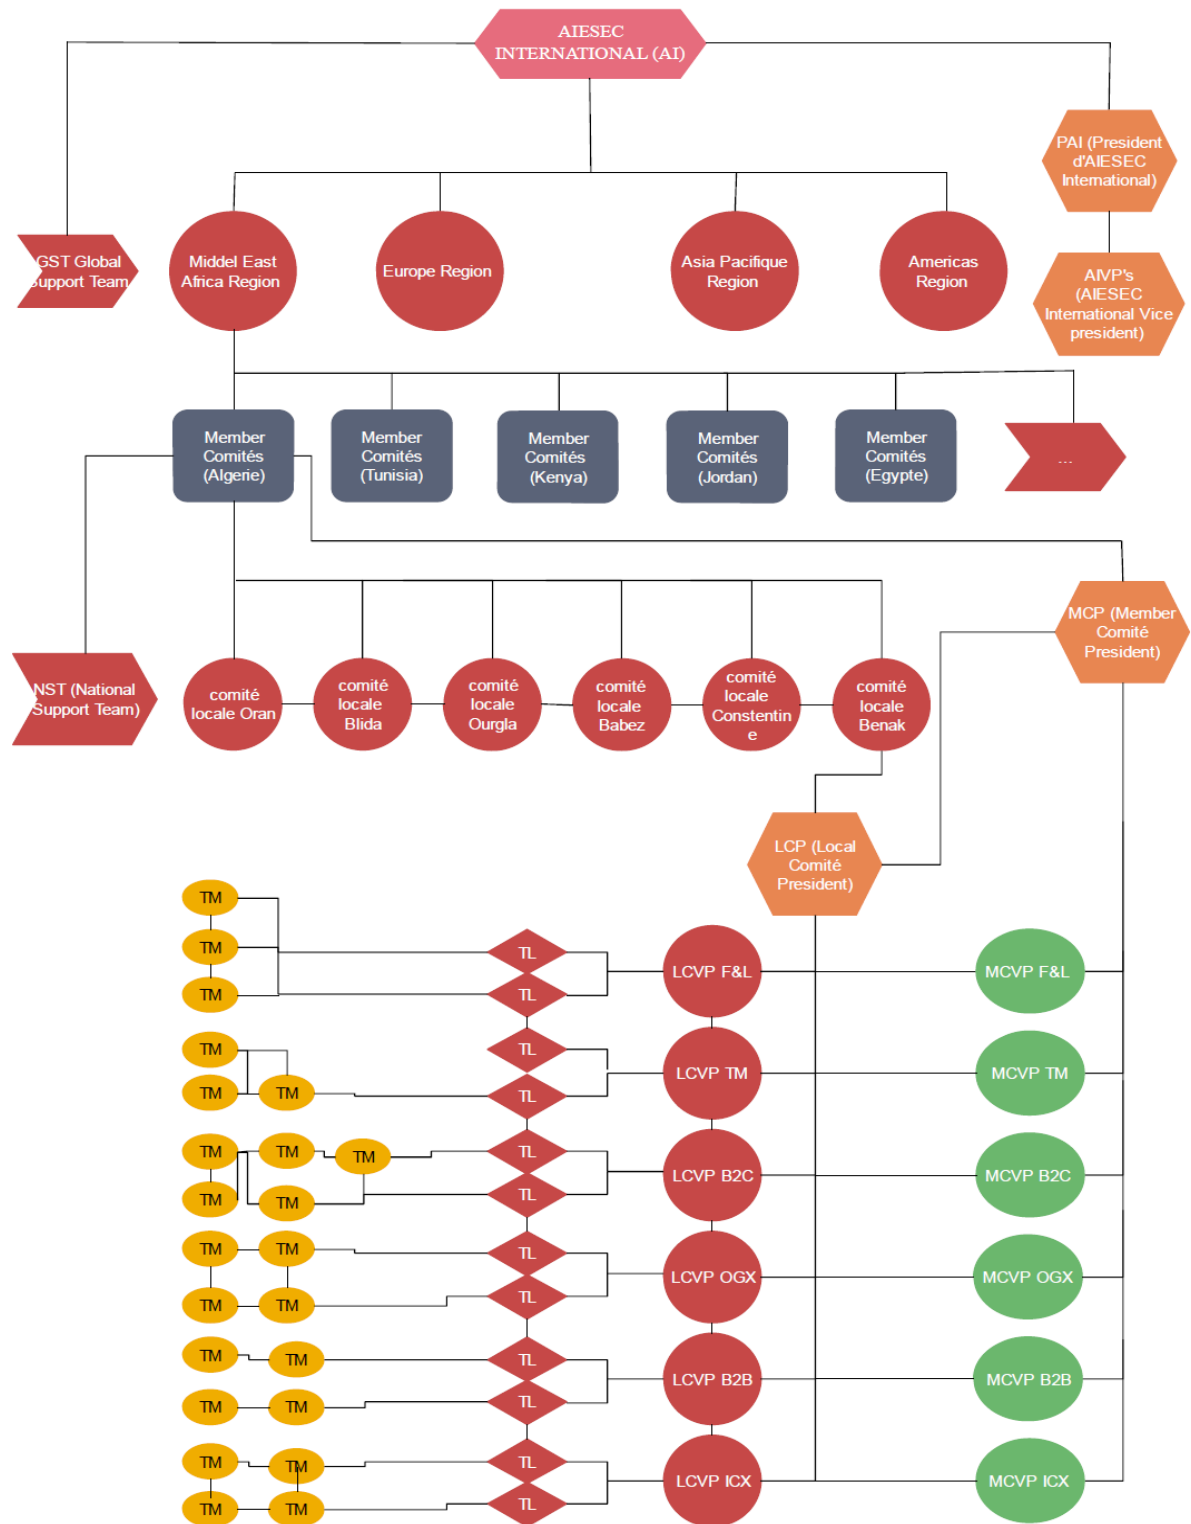 AIESEC
INTERNATIONAL (AI)
PAI (President
d'AIESEC
International)
GST Global
Support Team
Middel East
Africa Region
Europe Region
Asia Pacifique
Region
Americas
Region
AIVP's
(AIESEC
International Vice
president)
Member
Comités
(Algerie)
Member
Comités
(Tunisia)
Member
Comités
(Kenya)
Member
Comités
(Jordan)
Member
Comités
(Egypte)
...
MCP (Member
Comité
President)
NST (National
Support Team)
comité
locale Oran
comité
locale
Blida
comité
locale
Ourgla
comité
locale
Babez
comité
locale
Constentin
e
comité
locale
Benak
LCP (Local
Comité
President)
TM
TM
TM
TL
TL
LCVP F&L
MCVP F&L
TM
TM
TM
TL
TL
LCVP TM
MCVP TM
TM
TM
TM
TM
TM
TL
TL
LCVP B2C
MCVP B2C
TM
TM
TM
TM
TL
TL
LCVP OGX
MCVP OGX
TM
TM
TM
TM
TL
TL
LCVP B2B
MCVP B2B
TM
TM
TM
TM
TL
TL
LCVP ICX
MCVP ICX